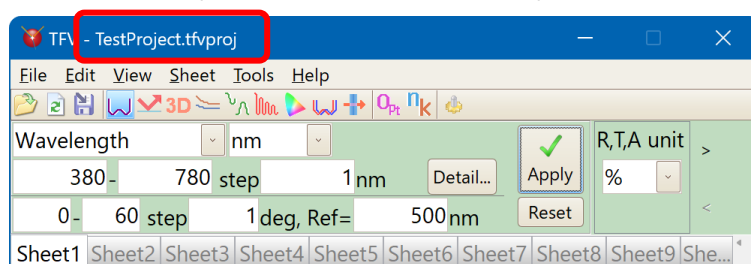 TFV - TestProject.tfvproj
File Edit View Sheet Tools Help
3D Opt nk
Wavelength nm R,T,A unit >
380 - 780 step 1 nm Detail... Apply %
0 - 60 step 1 deg, Ref= 500 nm Reset <
Sheet1 Sheet2 Sheet3 Sheet4 Sheet5 Sheet6 Sheet7 Sheet8 Sheet9 She...